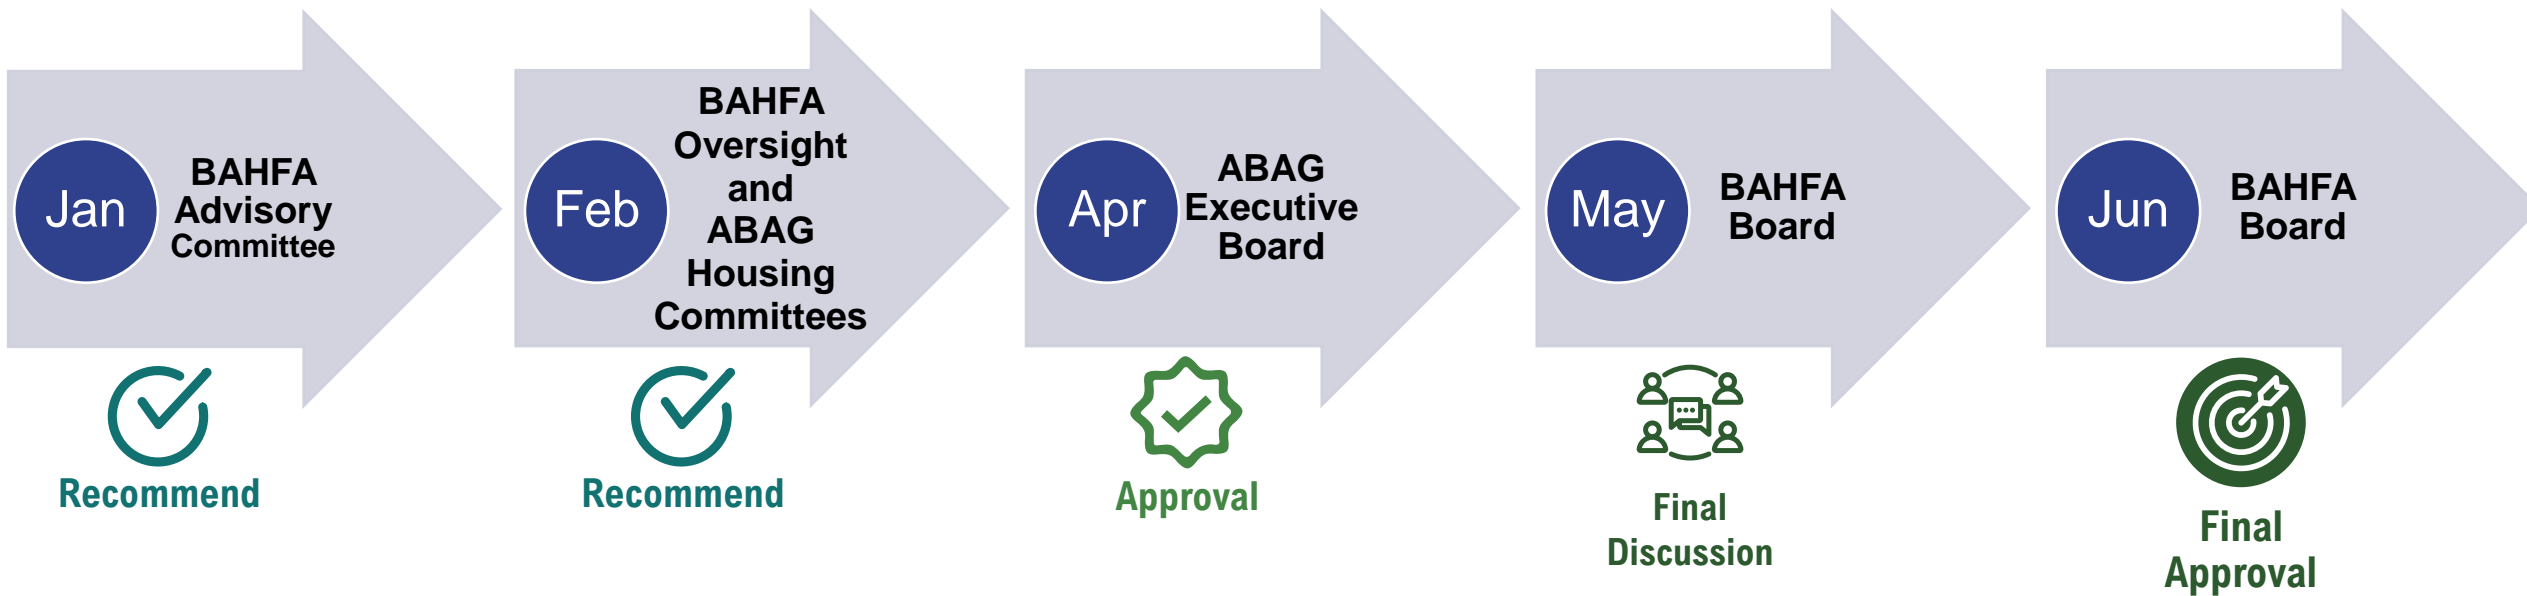 Jan
BAHFA
Advisory
Committee
Recommend
Feb
BAHFA
Oversight
and
ABAG
Housing
Committees
Recommend
Apr
ABAG
Executive
Board
Approval
May
BAHFA
Board
Final
Discussion
Jun
BAHFA
Board
Final
Approval